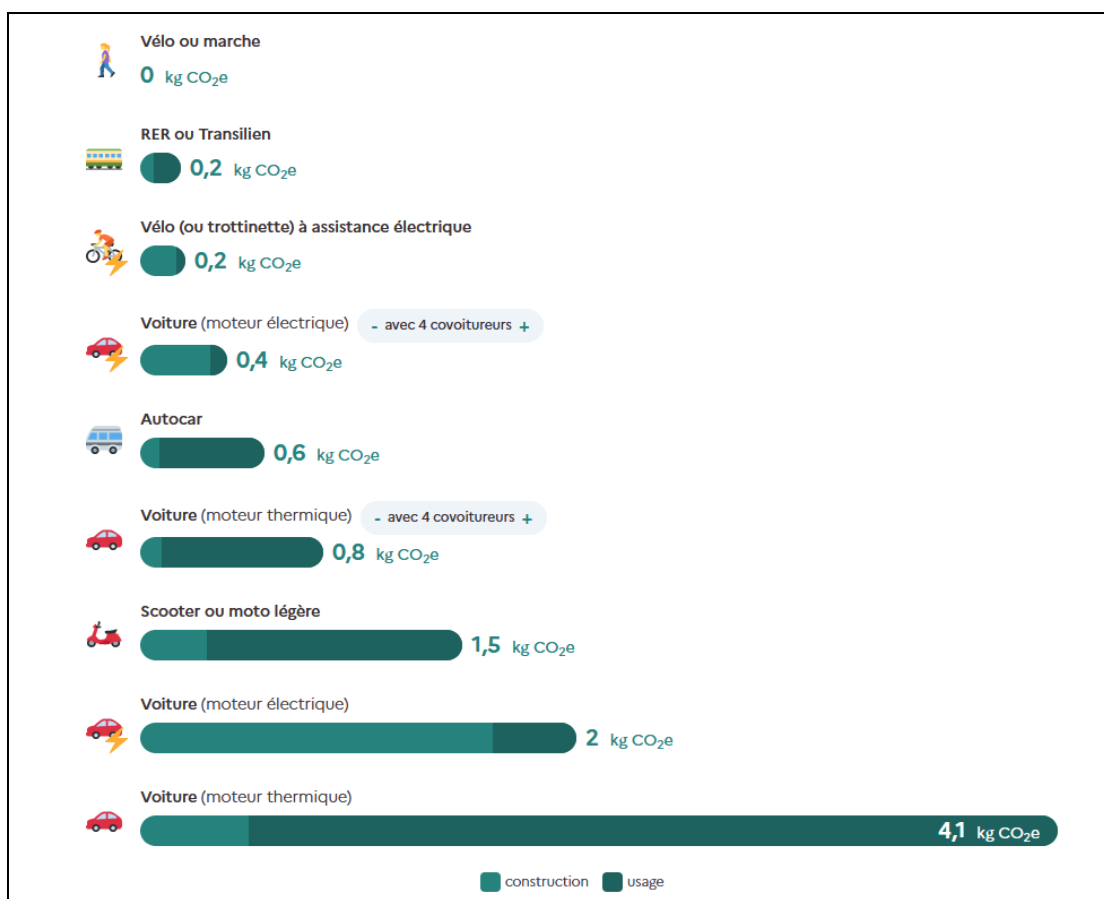 Vélo ou marche
0 kg CO₂e
RER ou Transilien
0,2 kg CO₂e
Vélo (ou trottinette) à assistance électrique
0,2 kg CO₂e
Voiture (moteur électrique) - avec 4 covoitureurs +
0,4 kg CO₂e
Autocar
0,6 kg CO₂e
Voiture (moteur thermique) - avec 4 covoitureurs +
0,8 kg CO₂e
Scooter ou moto légère
1,5 kg CO₂e
Voiture (moteur électrique)
2 kg CO₂e
Voiture (moteur thermique)
4,1 kg CO₂e
construction usage